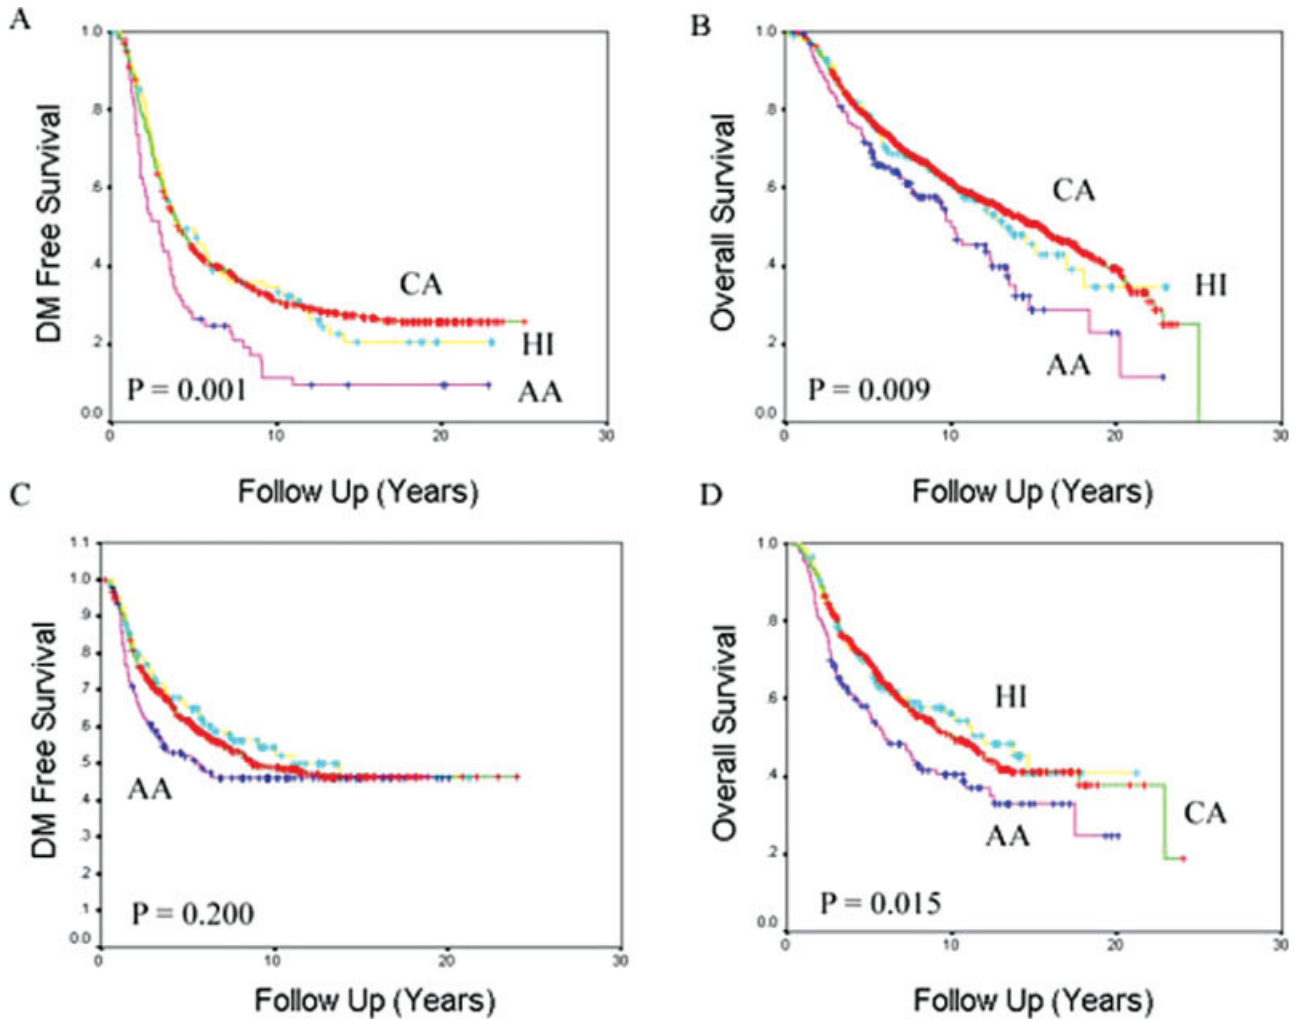 A
DM Free Survival
1.0
.8
.6
.4
.2
0.0
CA
HI
AA
P = 0.001
0
10
20
30
Follow Up (Years)
B
Overall Survival
1.0
.8
.6
.4
.2
0.0
CA
HI
AA
P = 0.009
0
10
20
30
Follow Up (Years)
C
DM Free Survival
1.1
1.0
.9
.8
.7
.6
.5
.4
.3
.2
.1
0.0
AA
P = 0.200
0
10
20
30
Follow Up (Years)
D
Overall Survival
1.0
.8
.6
.4
.2
0.0
HI
CA
AA
P = 0.015
0
10
20
30
Follow Up (Years)